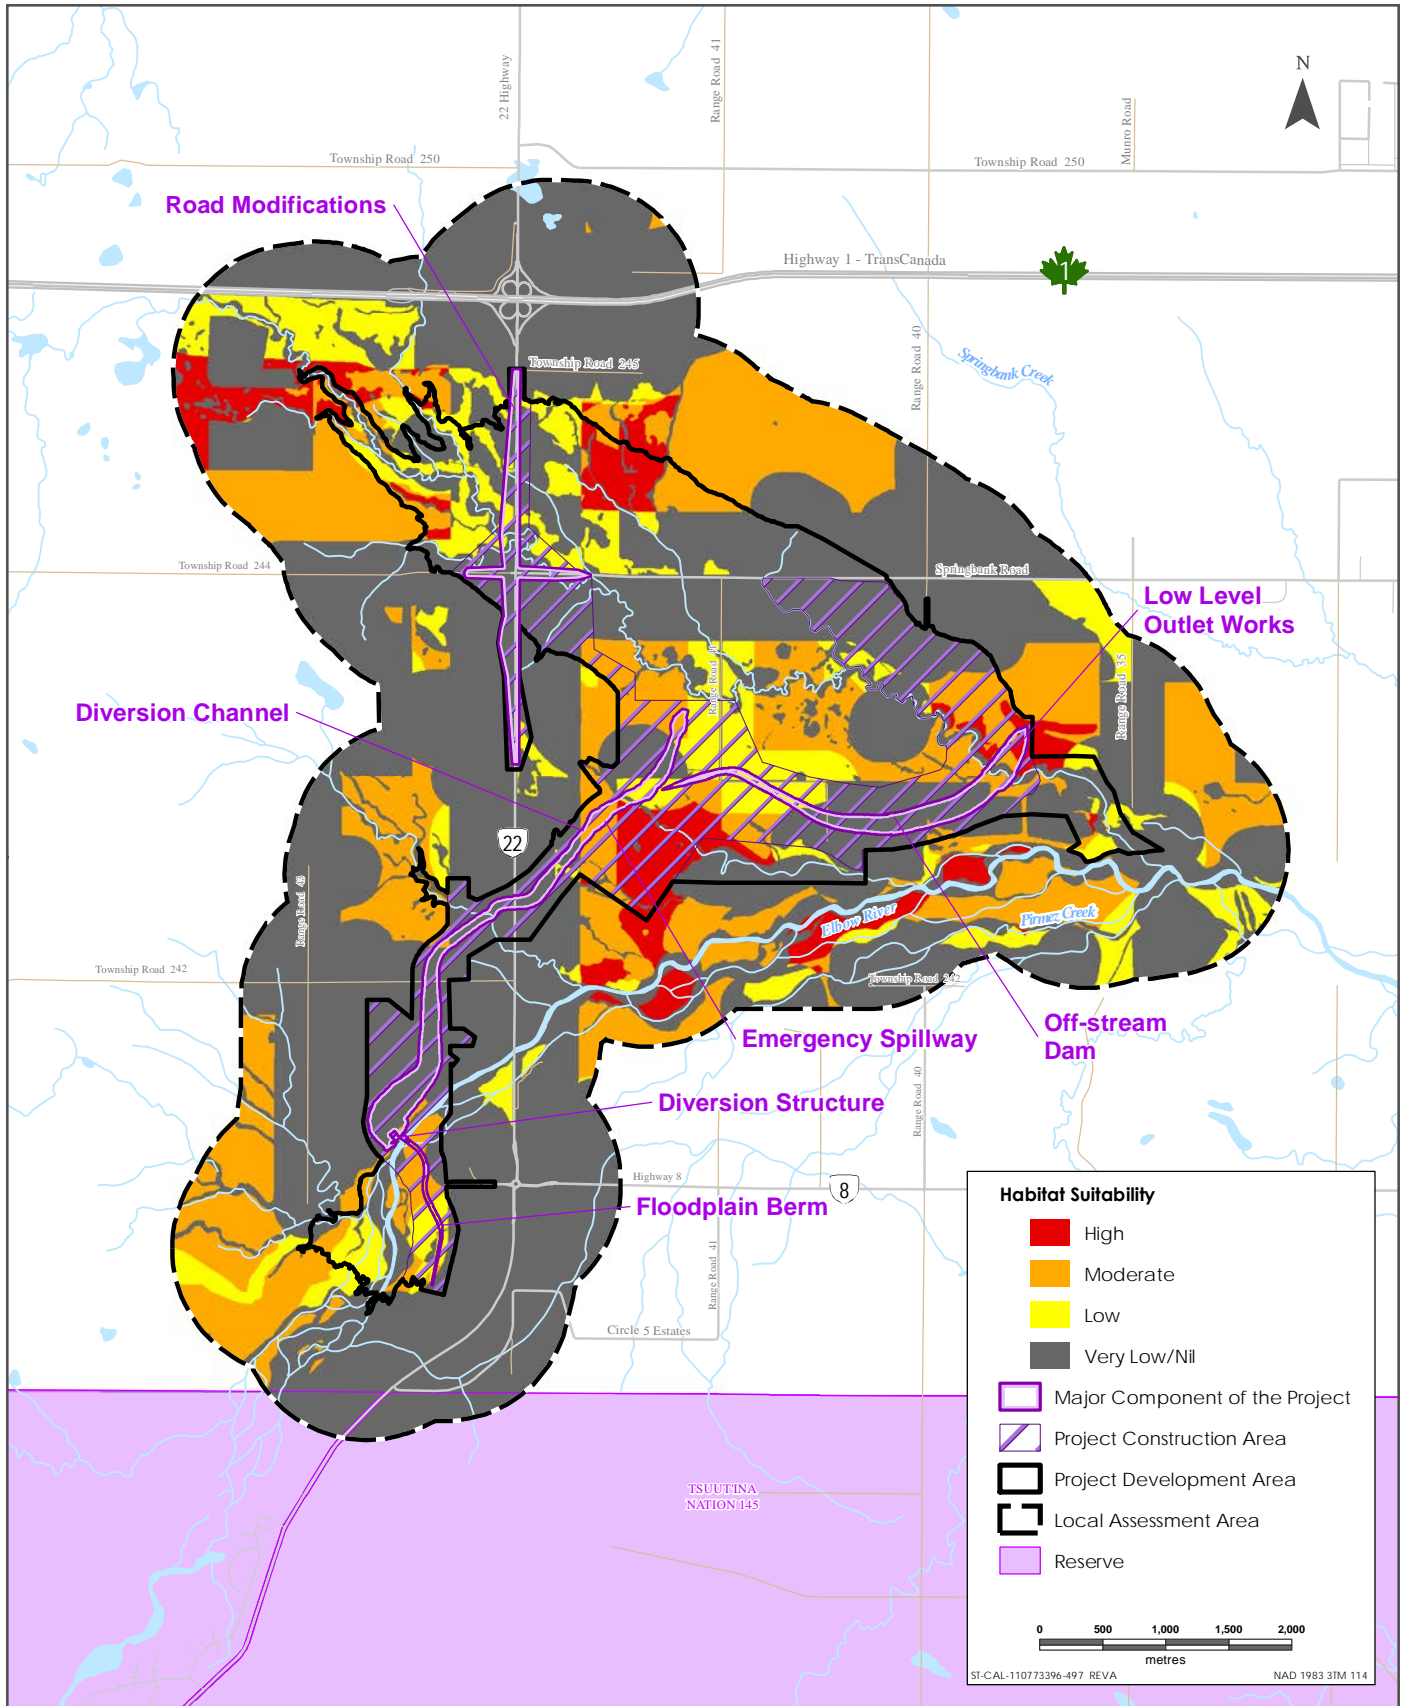 22 Highway
Range Road 41
Munro Road
N
Township Road 250
Township Road 250
Road Modifications
Highway 1 - TransCanada
1
Range Road 40
Springbank Creek
Township Road 245
Township Road 244
Springbank Road
Low Level
Outlet Works
Range Road 41
Range Road 35
Diversion Channel
22
Range Road 43
Elbow River
Pirmez Creek
Township Road 242
Township Road 242
Emergency Spillway
Off-stream
Dam
Range Road 40
Diversion Structure
Highway 8
8
Floodplain Berm
Range Road 41
Circle 5 Estates
TSUUT'INA
NATION 145
Habitat Suitability
High
Moderate
Low
Very Low/Nil
Major Component of the Project
Project Construction Area
Project Development Area
Local Assessment Area
Reserve
0 500 1,000 1,500 2,000
metres
ST-CAL-110773396-497 REVA
NAD 1983 3TM 114